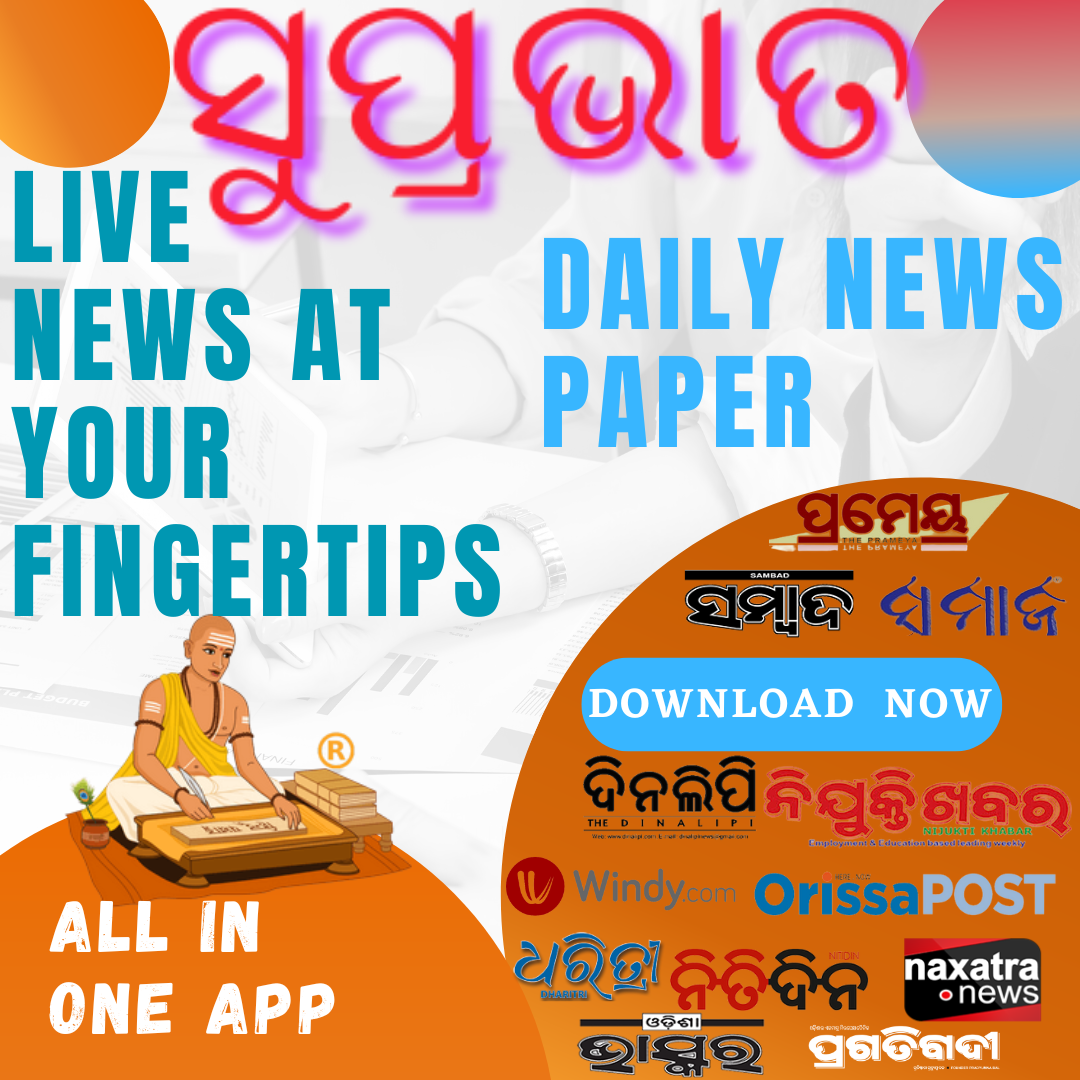 ସୁପ୍ରଭାତ
LIVE
NEWS AT
YOUR
FINGERTIPS
DAILY NEWS
PAPER
ପ୍ରମେୟ
THE PRAMEYA
SAMBAD
ସମ୍ବାଦ
ସମାଜ
DOWNLOAD NOW
®
ଦିନଲିପି
THE DINALIPI
ନିଯୁକ୍ତି ଖବର
NIJUKTI KHABAR
Employment & Education based leading weekly
Windy.com
HERE . NOW
OrissaPOST
ଧରିତ୍ରୀ
DHARITRI
NITIDIN
ନିତିଦିନ
naxatra
news
ଓଡ଼ିଶା
ଭାସ୍କର
ପ୍ରଗତିବାଦୀ
ALL IN
ONE APP